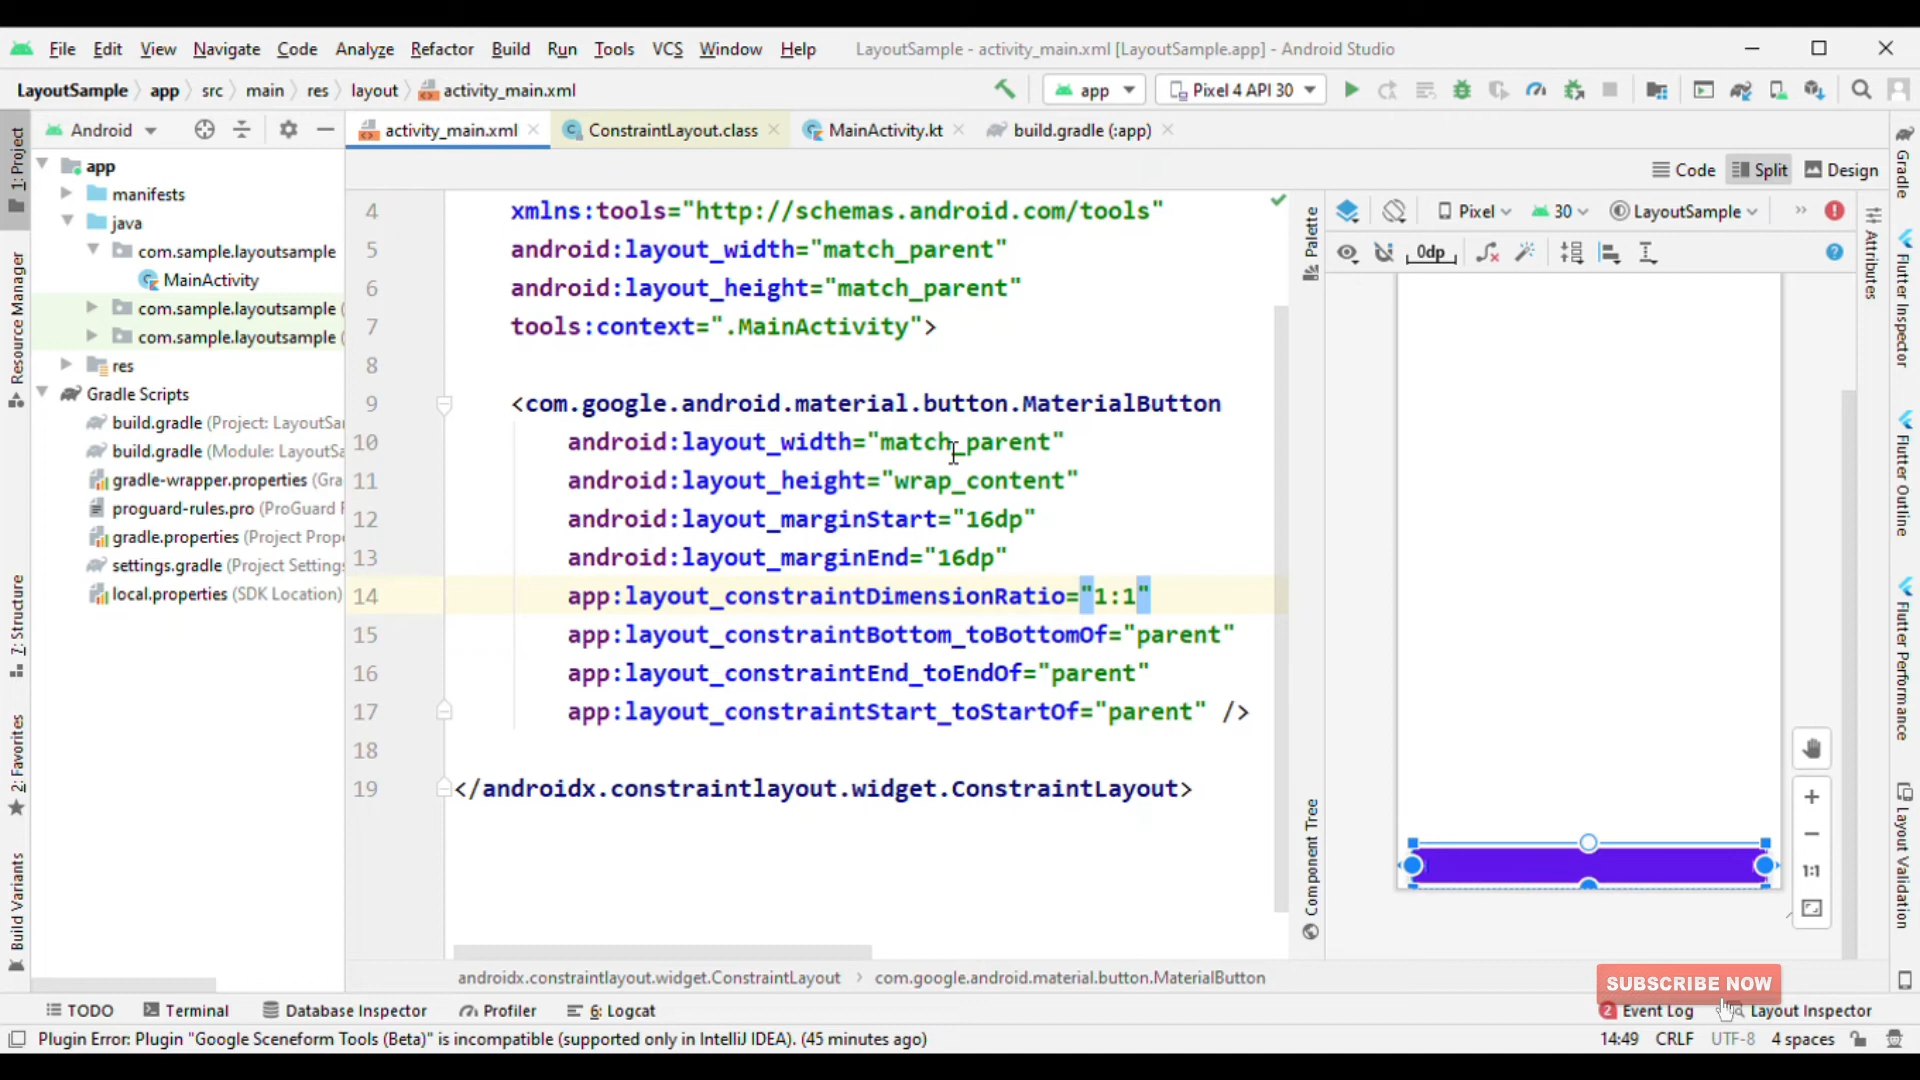 File Edit View Navigate Code Analyze Refactor Build Run Tools VCS Window Help LayoutSample - activity_main.xml [LayoutSample.app] - Android Studio
LayoutSample app src main res layout activity_main.xml app Pixel 4 API 30
Android activity_main.xml ConstraintLayout.class MainActivity.kt build.gradle (:app)
Code Split Design
1: Project
Resource Manager
7: Structure
2: Favorites
Build Variants
app
manifests
java
com.sample.layoutsample
MainActivity
com.sample.layoutsample (
com.sample.layoutsample (
res
Gradle Scripts
build.gradle (Project: LayoutSa
build.gradle (Module: LayoutSa
gradle-wrapper.properties (Gra
proguard-rules.pro (ProGuard
gradle.properties (Project Prop
settings.gradle (Project Setting
local.properties (SDK Location)
4 xmlns:tools="http://schemas.android.com/tools"
5 android:layout_width="match_parent"
6 android:layout_height="match_parent"
7 tools:context=".MainActivity">
8
9 <com.google.android.material.button.MaterialButton
10 android:layout_width="match_parent"
11 android:layout_height="wrap_content"
12 android:layout_marginStart="16dp"
13 android:layout_marginEnd="16dp"
14 app:layout_constraintDimensionRatio="1:1"
15 app:layout_constraintBottom_toBottomOf="parent"
16 app:layout_constraintEnd_toEndOf="parent"
17 app:layout_constraintStart_toStartOf="parent" />
18
19 </androidx.constraintlayout.widget.ConstraintLayout>
androidx.constraintlayout.widget.ConstraintLayout com.google.android.material.button.MaterialButton
Palette
Component Tree
Pixel 30 LayoutSample
0dp
1:1
Attributes
Gradle
Flutter Inspector
Flutter Outline
Flutter Performance
Layout Validation
SUBSCRIBE NOW
TODO Terminal Database Inspector Profiler 6: Logcat 2 Event Log Layout Inspector
Plugin Error: Plugin "Google Sceneform Tools (Beta)" is incompatible (supported only in IntelliJ IDEA). (45 minutes ago) 14:49 CRLF UTF-8 4 spaces